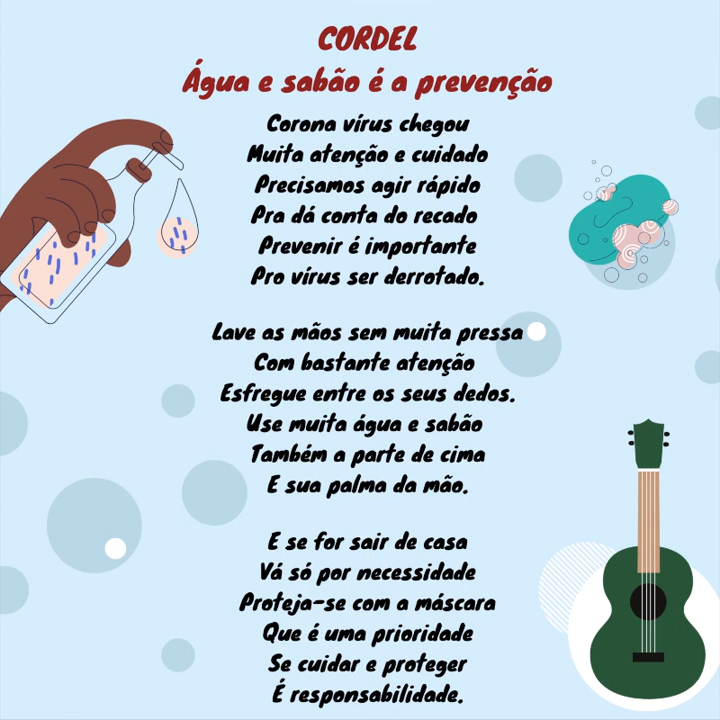 CORDEL
Água e sabão é a prevenção
Corona vírus chegou
Muita atenção e cuidado
Precisamos agir rápido
Pra dá conta do recado
Prevenir é importante
Pro vírus ser derrotado.
Lave as mãos sem muita pressa
Com bastante atenção
Esfregue entre os seus dedos.
Use muita água e sabão
Também a parte de cima
E sua palma da mão.
E se for sair de casa
Vá só por necessidade
Proteja-se com a máscara
Que é uma prioridade
Se cuidar e proteger
É responsabilidade.